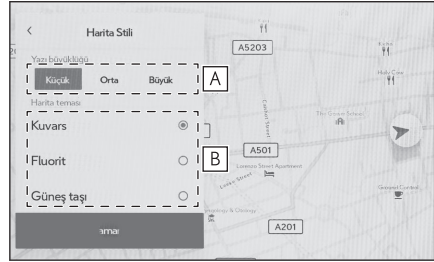 Harita Stili
A5203
Yazı büyüklüğü
Küçük Orta Büyük
A
Harita teması
Kuvars
Fluorit
Güneş taşı
B
A501
A201